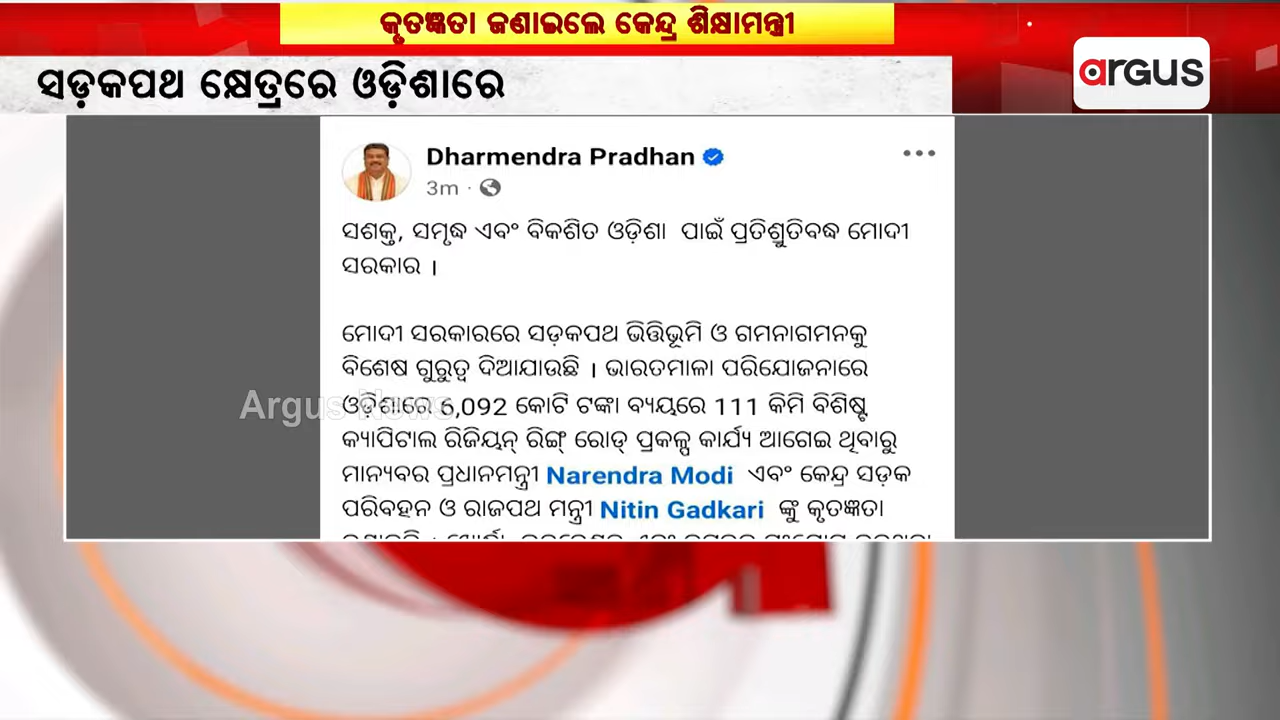 କୃତଜ୍ଞତା ଜଣାଇଲେ କେନ୍ଦ୍ର ଶିକ୍ଷାମନ୍ତ୍ରୀ
ସଡ଼କପଥ କ୍ଷେତ୍ରରେ ଓଡ଼ିଶାରେ
argus
Dharmendra Pradhan
3m ·
ସଶକ୍ତ, ସମୃଦ୍ଧ ଏବଂ ବିକଶିତ ଓଡ଼ିଶା ପାଇଁ ପ୍ରତିଶ୍ରୁତିବଦ୍ଧ ମୋଦୀ
ସରକାର ।
ମୋଦୀ ସରକାରରେ ସଡ଼କପଥ ଭିତ୍ତିଭୂମି ଓ ଗମନାଗମନକୁ
ବିଶେଷ ଗୁରୁତ୍ୱ ଦିଆଯାଉଛି । ଭାରତମାଳା ପରିଯୋଜନାରେ
ଓଡ଼ିଶାରେ 6,092 କୋଟି ଟଙ୍କା ବ୍ୟୟରେ 111 କିମି ବିଶିଷ୍ଟ
Argus News
କ୍ୟାପିଟାଲ ରିଜିୟନ୍ ରିଙ୍ଗ୍ ରୋଡ୍ ପ୍ରକଳ୍ପ କାର୍ଯ୍ୟ ଆଗେଇ ଥିବାରୁ
ମାନ୍ୟବର ପ୍ରଧାନମନ୍ତ୍ରୀ Narendra Modi ଏବଂ କେନ୍ଦ୍ର ସଡ଼କ
ପରିବହନ ଓ ରାଜପଥ ମନ୍ତ୍ରୀ Nitin Gadkari ଙ୍କୁ କୃତଜ୍ଞତା